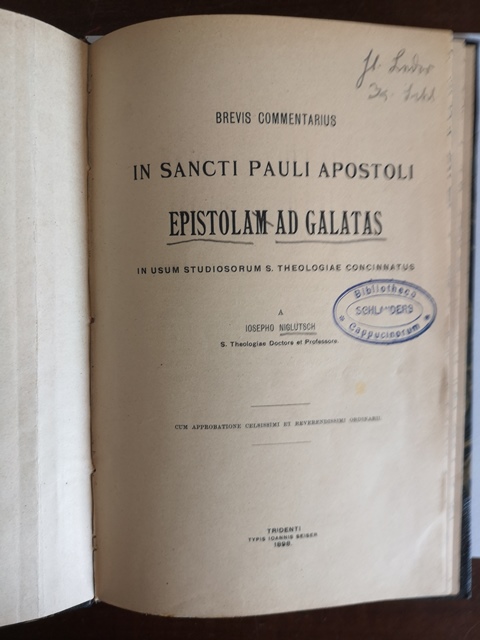 BREVIS COMMENTARIUS
IN SANCTI PAULI APOSTOLI
EPISTOLAM AD GALATAS
IN USUM STUDIOSORUM S. THEOLOGIAE CONCINNATUS
A
IOSEPHO NIGLUTSCH
S. Theologiae Doctore et Professore
Bibliotheca
SCHLANDERS
Cappucinorum
CUM APPROBATIONE CELSISSIMI ET REVERENDISSIMI ORDINARII
TRIDENTI
TYPIS IOANNIS SEISER